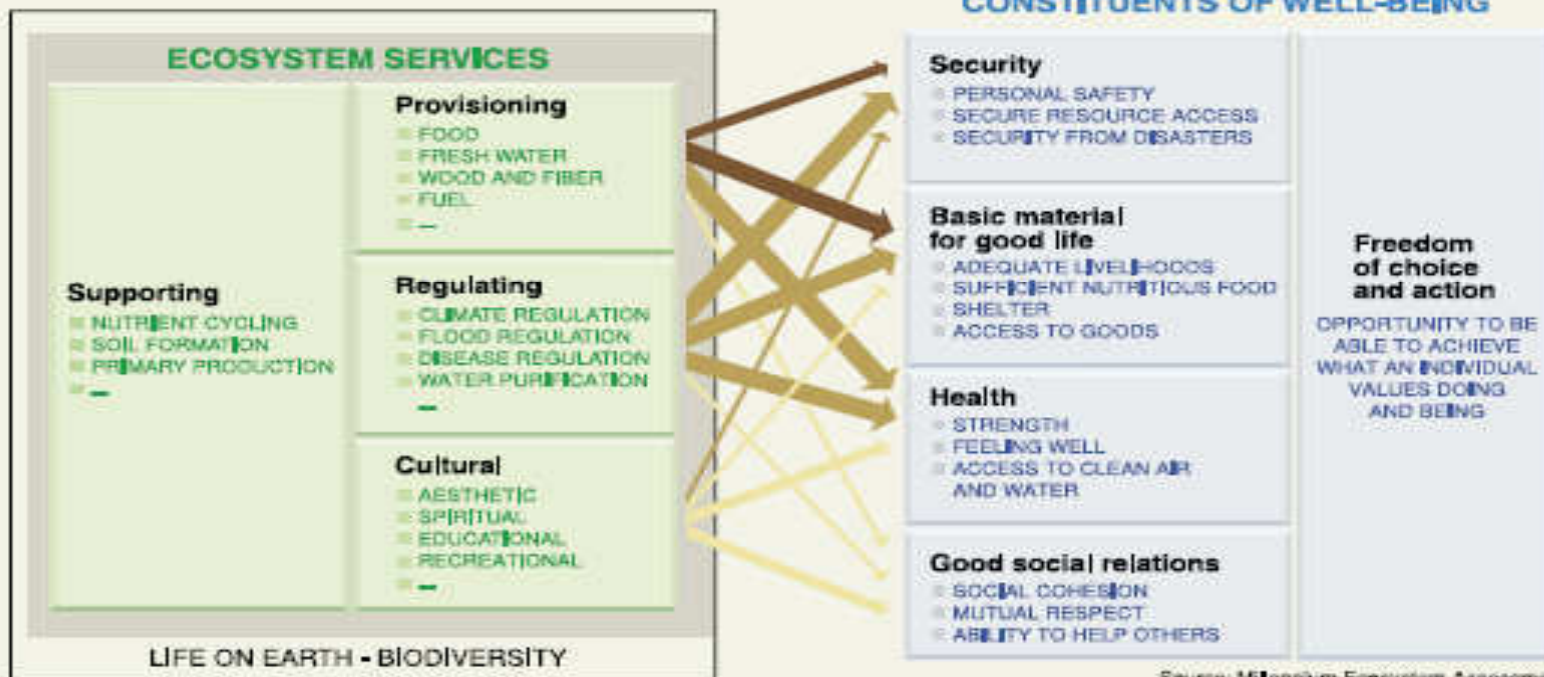 CONSTITUENTS OF WELL-BEING
ECOSYSTEM SERVICES
Supporting
NUTRIENT CYCLING
SOIL FORMATION
PRIMARY PRODUCTION
Provisioning
FOOD
FRESH WATER
WOOD AND FIBER
FUEL
Regulating
CLIMATE REGULATION
FLOOD REGULATION
DISEASE REGULATION
WATER PURIFICATION
Cultural
AESTHETIC
SPIRITUAL
EDUCATIONAL
RECREATIONAL
LIFE ON EARTH - BIODIVERSITY
Security
PERSONAL SAFETY
SECURE RESOURCE ACCESS
SECURITY FROM DISASTERS
Basic material
for good life
ADEQUATE LIVELIHOODS
SUFFICIENT NUTRITIOUS FOOD
SHELTER
ACCESS TO GOODS
Health
STRENGTH
FEELING WELL
ACCESS TO CLEAN AIR
AND WATER
Good social relations
SOCIAL COHESION
MUTUAL RESPECT
ABILITY TO HELP OTHERS
Freedom
of choice
and action
OPPORTUNITY TO BE
ABLE TO ACHIEVE
WHAT AN INDIVIDUAL
VALUES DOING
AND BEING
Source: Millennium Ecosystem